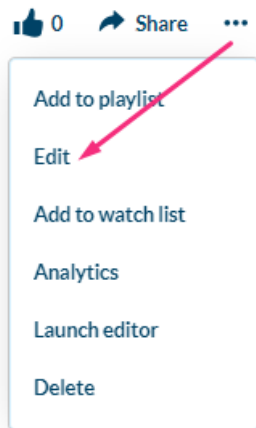 0 Share ...
Add to playlist
Edit
Add to watch list
Analytics
Launch editor
Delete